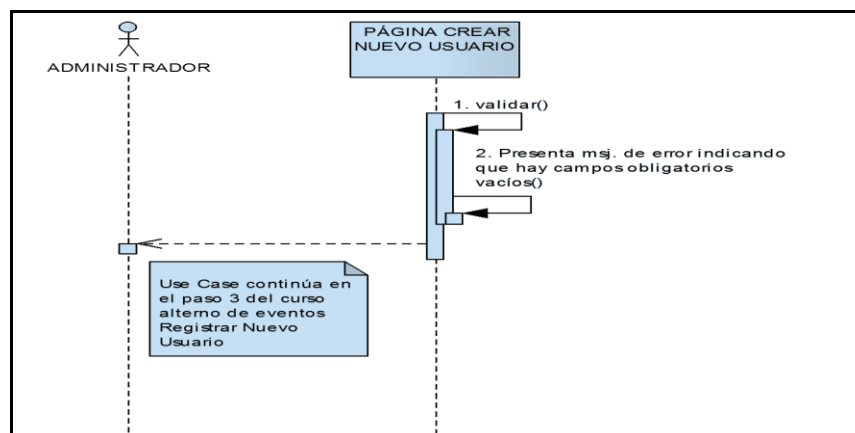 ADMINISTRADOR
PÁGINA CREAR
NUEVO USUARIO
1. validar()
2. Presenta msj. de error indicando
que hay campos obligatorios
vacíos()
Use Case continúa en
el paso 3 del curso
alterno de eventos
Registrar Nuevo
Usuario